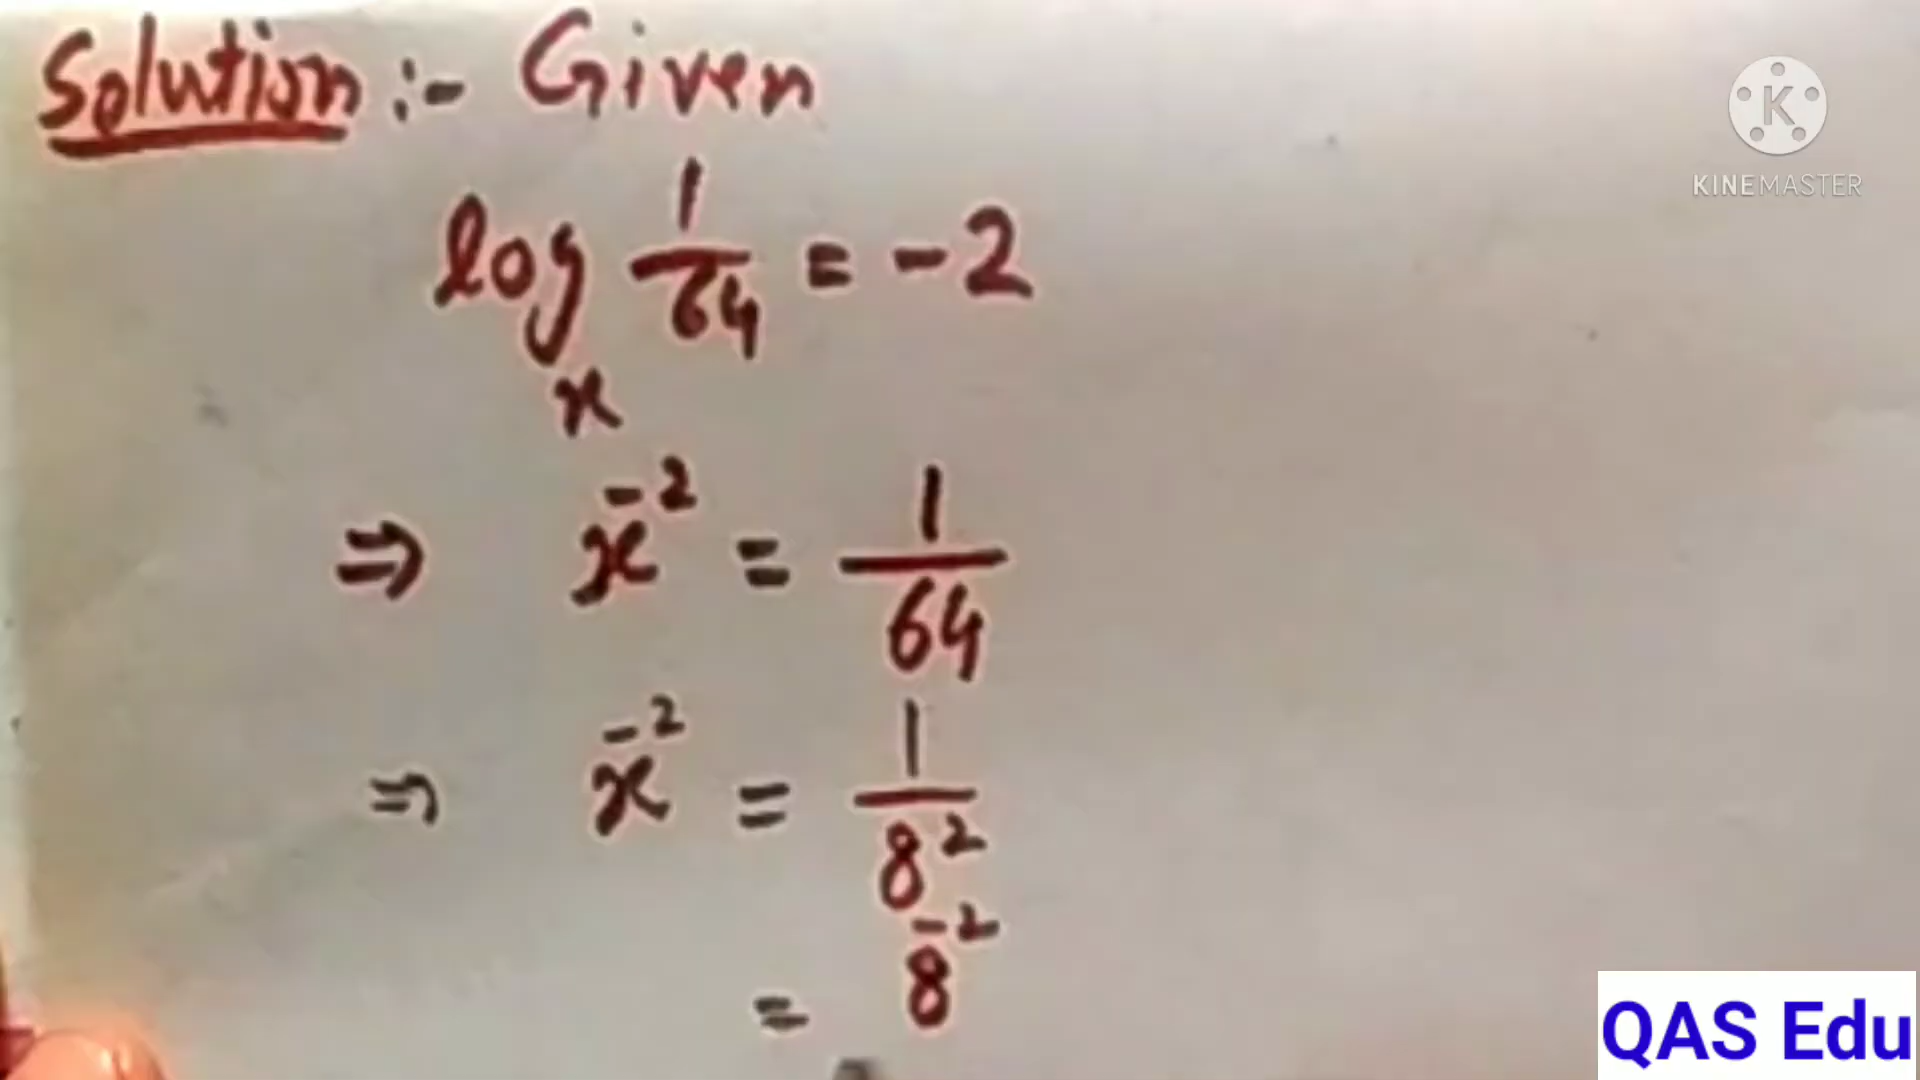 Solution :- Given
log_x 1/64 = -2
⇒ x^-2 = 1/64
⇒ x^-2 = 1/8^2
= 8^-2
KINEMASTER
QAS Edu